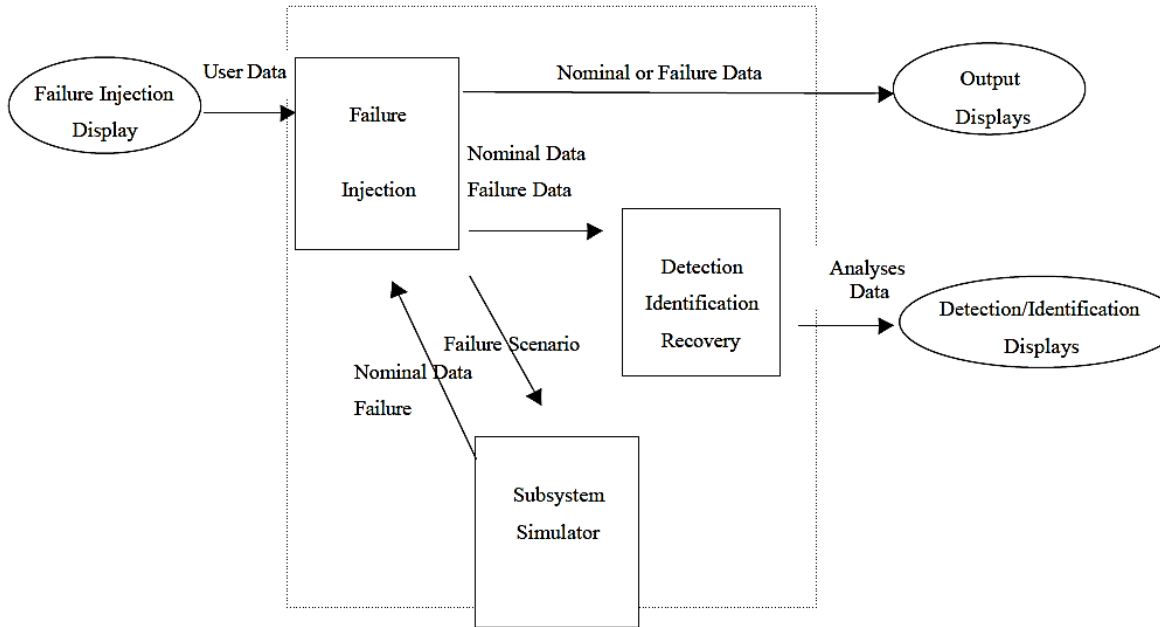 User Data
Failure Injection
Display
Failure
Injection
Nominal or Failure Data
Output
Displays
Nominal Data
Failure Data
Detection
Identification
Recovery
Analyses
Data
Detection/Identification
Displays
Failure Scenario
Nominal Data
Failure
Subsystem
Simulator